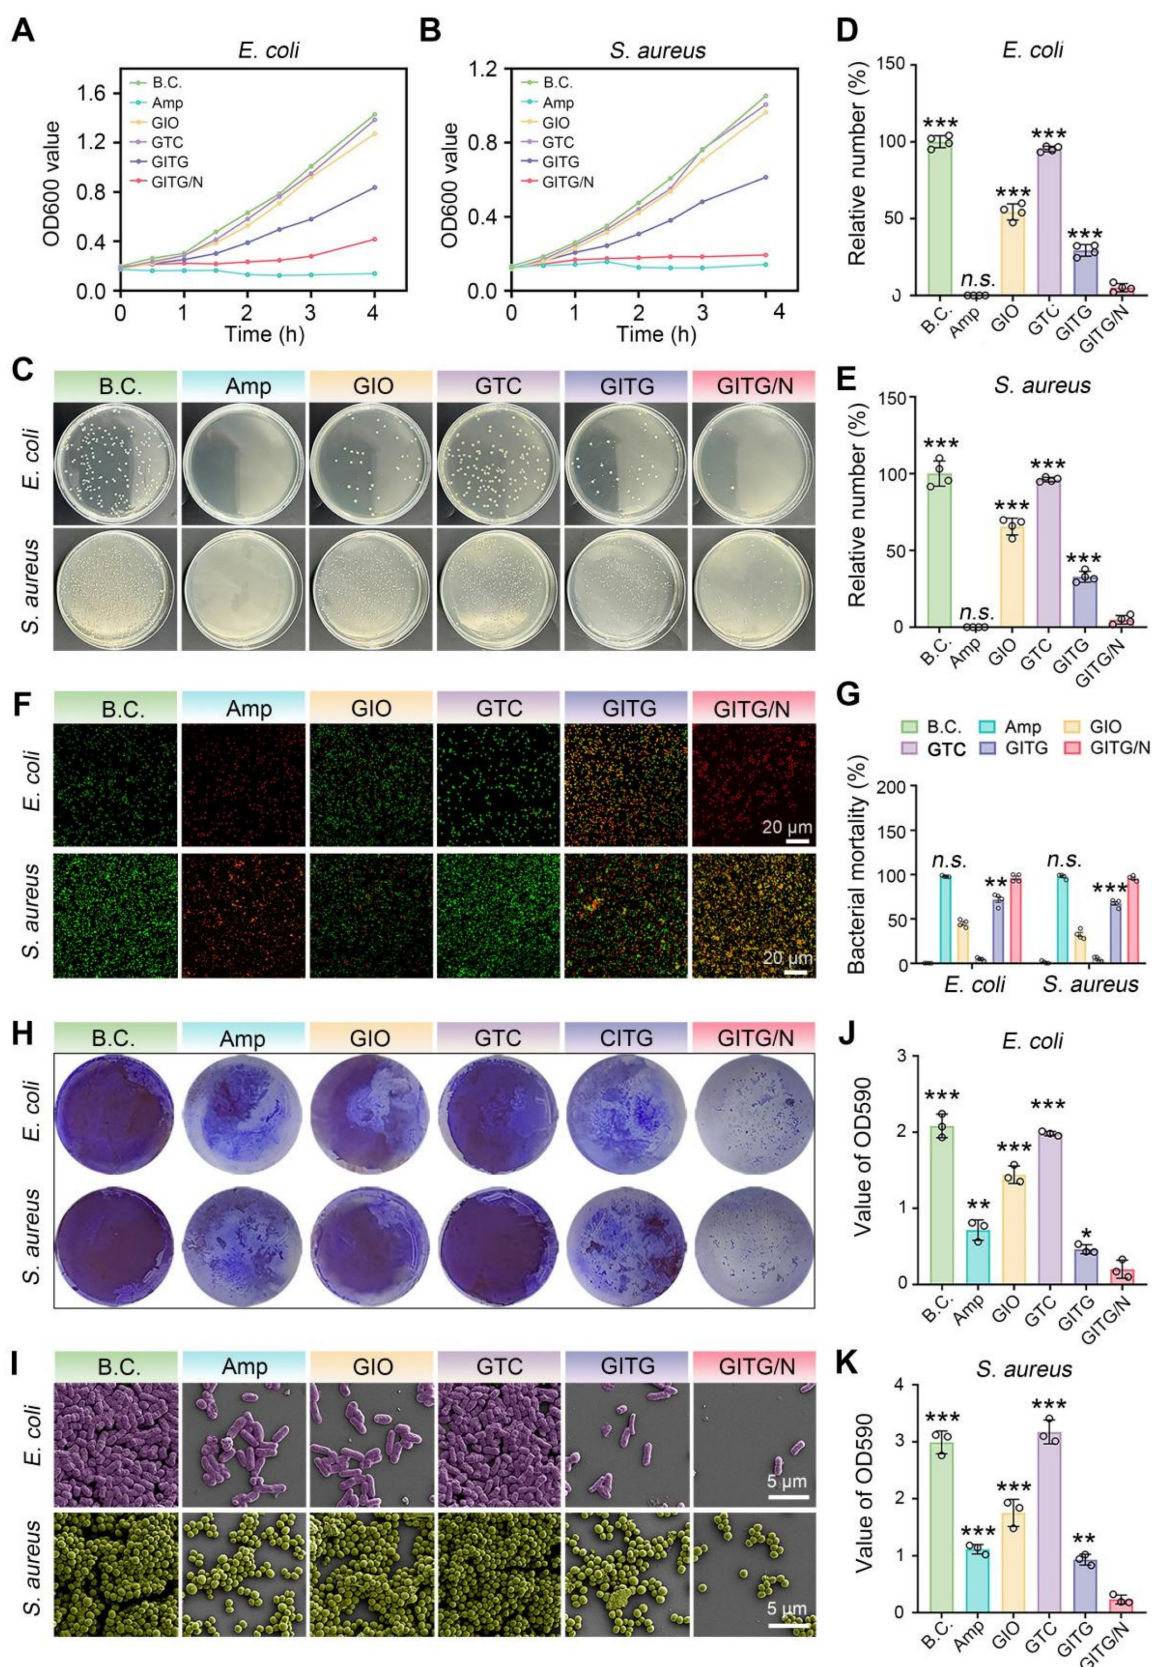 A
E. coli
OD600 value
1.6
1.2
0.8
0.4
0.0
B.C.
Amp
GIO
GTC
GITG
GITG/N
0 1 2 3 4
Time (h)
B
S. aureus
OD600 value
1.2
0.8
0.4
0.0
B.C.
Amp
GIO
GTC
GITG
GITG/N
0 1 2 3 4
Time (h)
D
E. coli
Relative number (%)
150
100
50
0
*** n.s. *** *** ***
B.C. Amp GIO GTC GITG GITG/N
C
B.C. Amp GIO GTC GITG GITG/N
E. coli
S. aureus
E
S. aureus
Relative number (%)
150
100
50
0
*** n.s. *** *** ***
B.C. Amp GIO GTC GITG GITG/N
F
B.C. Amp GIO GTC GITG GITG/N
E. coli
20 μm
S. aureus
20 μm
G
B.C. Amp GIO
GTC GITG GITG/N
Bacterial mortality (%)
200
150
100
50
0
n.s. ** n.s. ***
E. coli S. aureus
H
B.C. Amp GIO GTC CITG GITG/N
E. coli
S. aureus
J
E. coli
Value of OD590
3
2
1
0
*** ** *** *** *
B.C. Amp GIO GTC GITG GITG/N
I
B.C. Amp GIO GTC CITG GITG/N
E. coli
5 μm
S. aureus
5 μm
K
S. aureus
Value of OD590
4
3
2
1
0
*** *** *** *** **
B.C. Amp GIO GTC GITG GITG/N